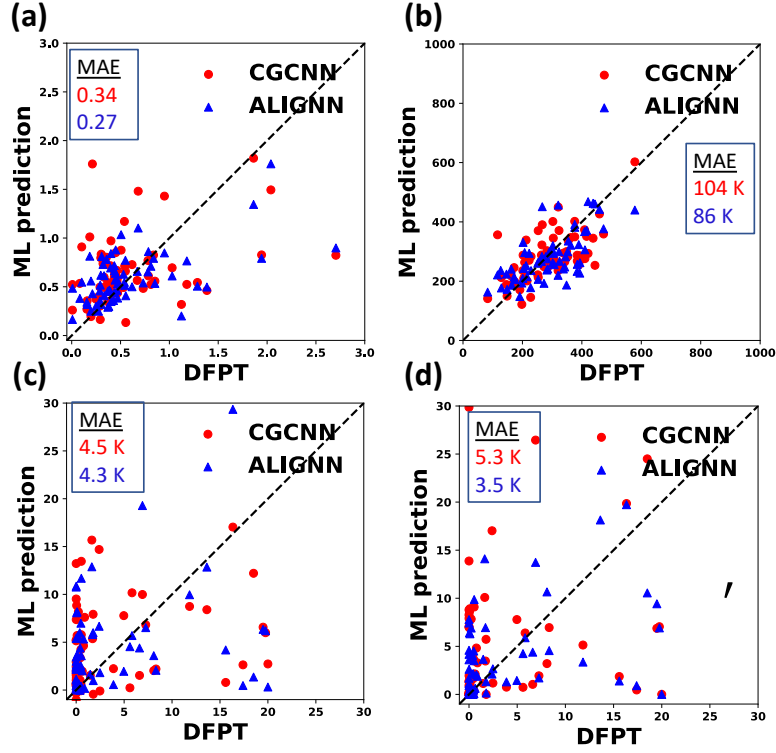 (a)
3.0
2.5
2.0
1.5
1.0
0.5
0.0
ML prediction
MAE
0.34
0.27
CGCNN
ALIGNN
0.0 0.5 1.0 1.5 2.0 2.5 3.0
DFPT
(b)
1000
800
600
400
200
0
ML prediction
CGCNN
ALIGNN
MAE
104 K
86 K
0 200 400 600 800 1000
DFPT
(c)
30
25
20
15
10
5
0
ML prediction
MAE
4.5 K
4.3 K
CGCNN
ALIGNN
0 5 10 15 20 25 30
DFPT
(d)
30
25
20
15
10
5
0
ML prediction
MAE
5.3 K
3.5 K
CGCNN
ALIGNN
,
0 5 10 15 20 25 30
DFPT